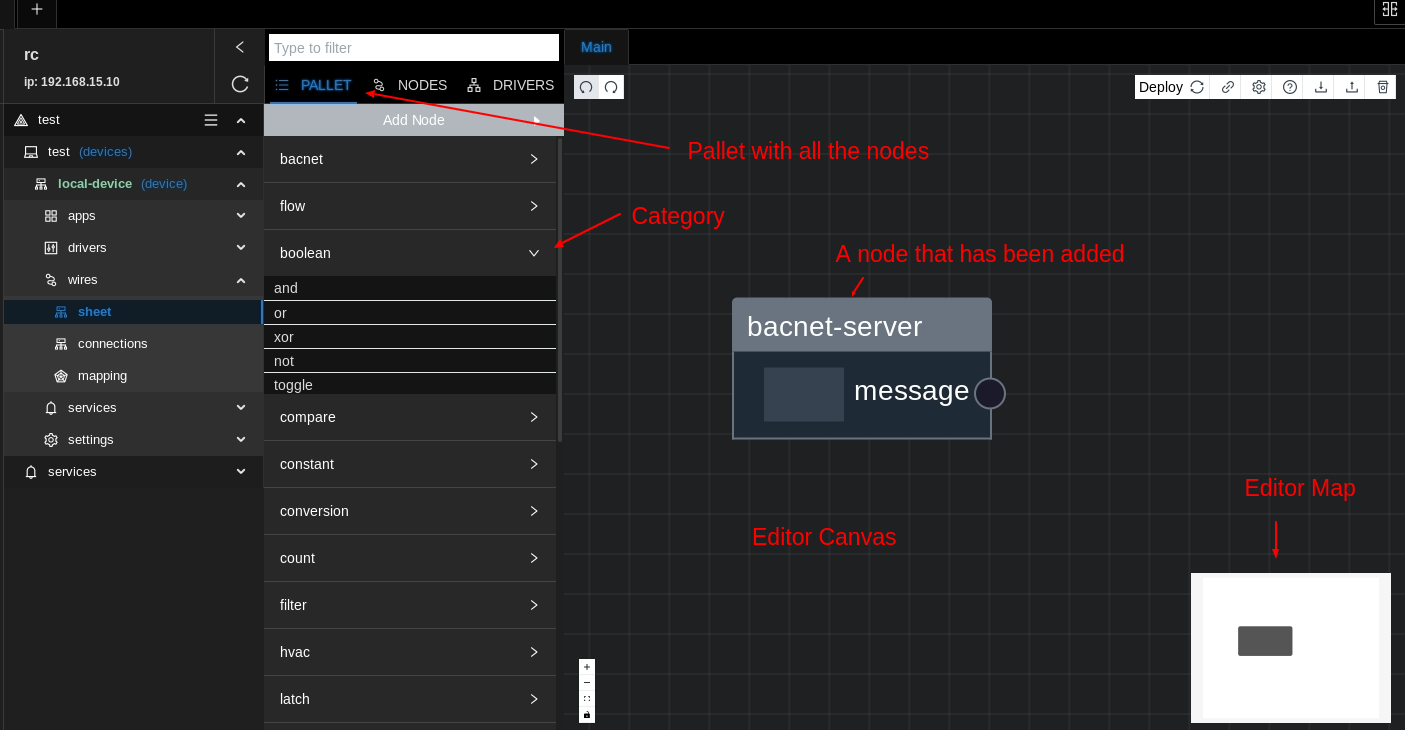 rc
ip: 192.168.15.10
test
test (devices)
local-device (device)
apps
drivers
wires
sheet
connections
mapping
services
settings
services
Type to filter
PALLET NODES DRIVERS
Add Node
bacnet
flow
boolean
and
or
xor
not
toggle
compare
constant
conversion
count
filter
hvac
latch
Main
Deploy
Pallet with all the nodes
Category
A node that has been added
bacnet-server
message
Editor Canvas
Editor Map